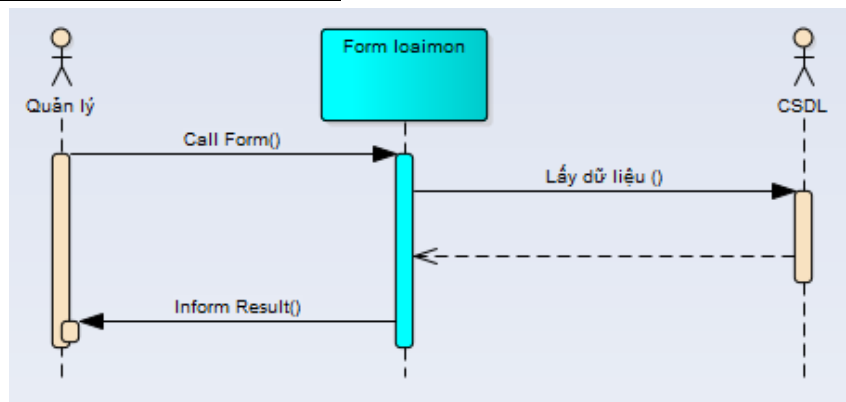 Form loaimon
Quản lý
CSDL
Call Form()
Lấy dữ liệu ()
Inform Result()